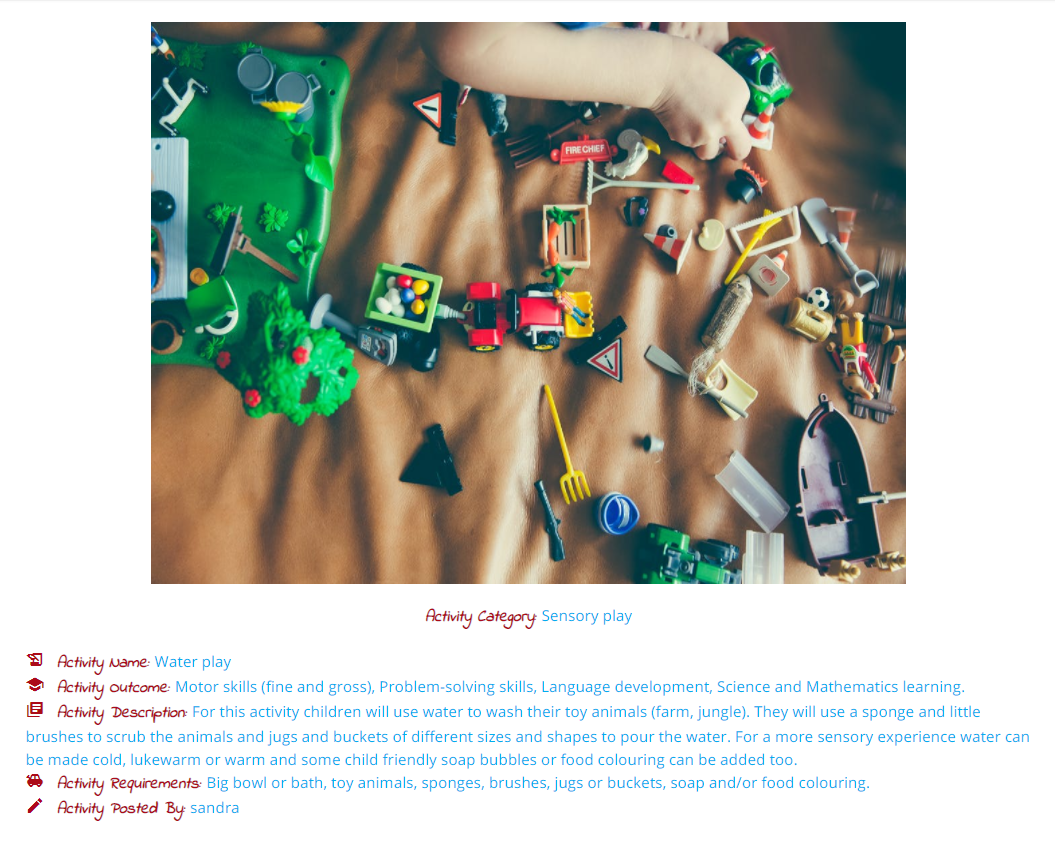 FIRE CHIEF
Activity Category: Sensory play
Activity Name: Water play
Activity Outcome: Motor skills (fine and gross), Problem-solving skills, Language development, Science and Mathematics learning.
Activity Description: For this activity children will use water to wash their toy animals (farm, jungle). They will use a sponge and little
brushes to scrub the animals and jugs and buckets of different sizes and shapes to pour the water. For a more sensory experience water can
be made cold, lukewarm or warm and some child friendly soap bubbles or food colouring can be added too.
Activity Requirements: Big bowl or bath, toy animals, sponges, brushes, jugs or buckets, soap and/or food colouring.
Activity Posted By: sandra